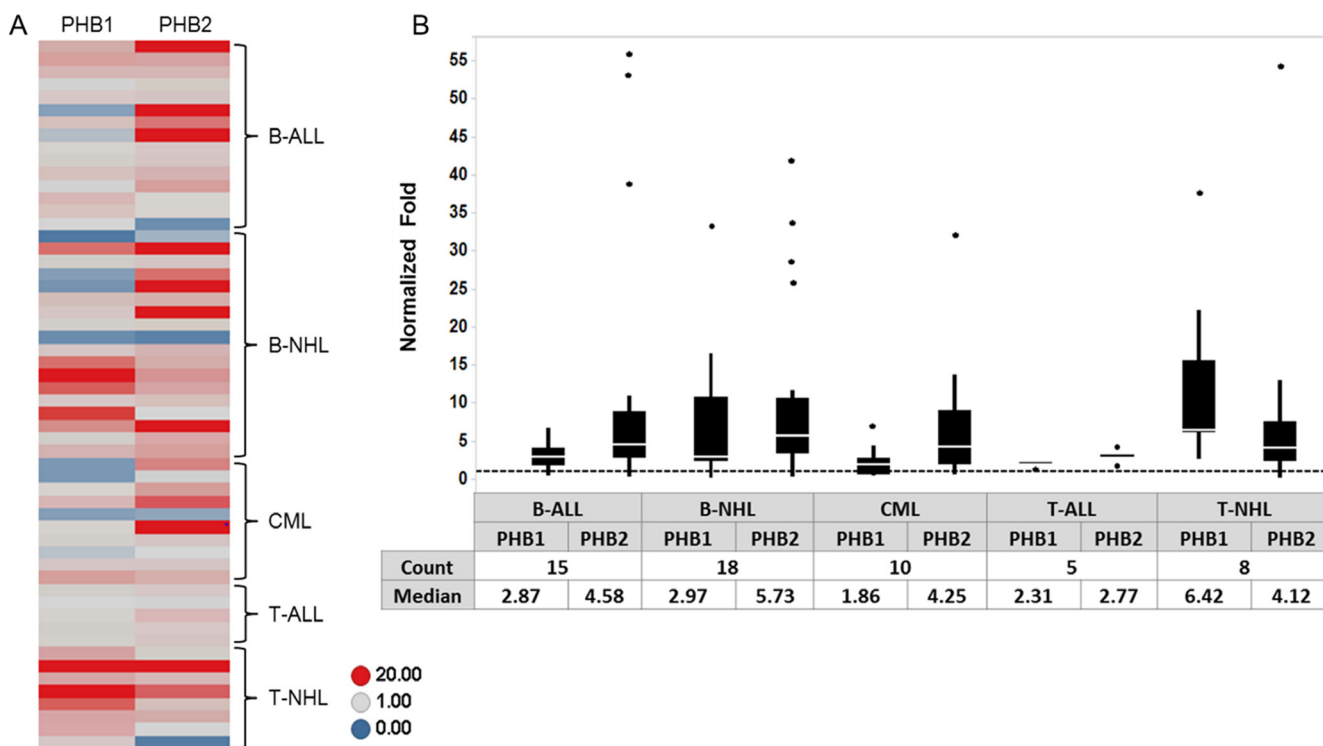 A
PHB1 PHB2
B-ALL
B-NHL
CML
T-ALL
T-NHL
20.00
1.00
0.00
B
Normalized Fold
55
50
45
40
35
30
25
20
15
10
5
0
B-ALL B-NHL CML T-ALL T-NHL
PHB1 PHB2 PHB1 PHB2 PHB1 PHB2 PHB1 PHB2 PHB1 PHB2
Count 15 18 10 5 8
Median 2.87 4.58 2.97 5.73 1.86 4.25 2.31 2.77 6.42 4.12